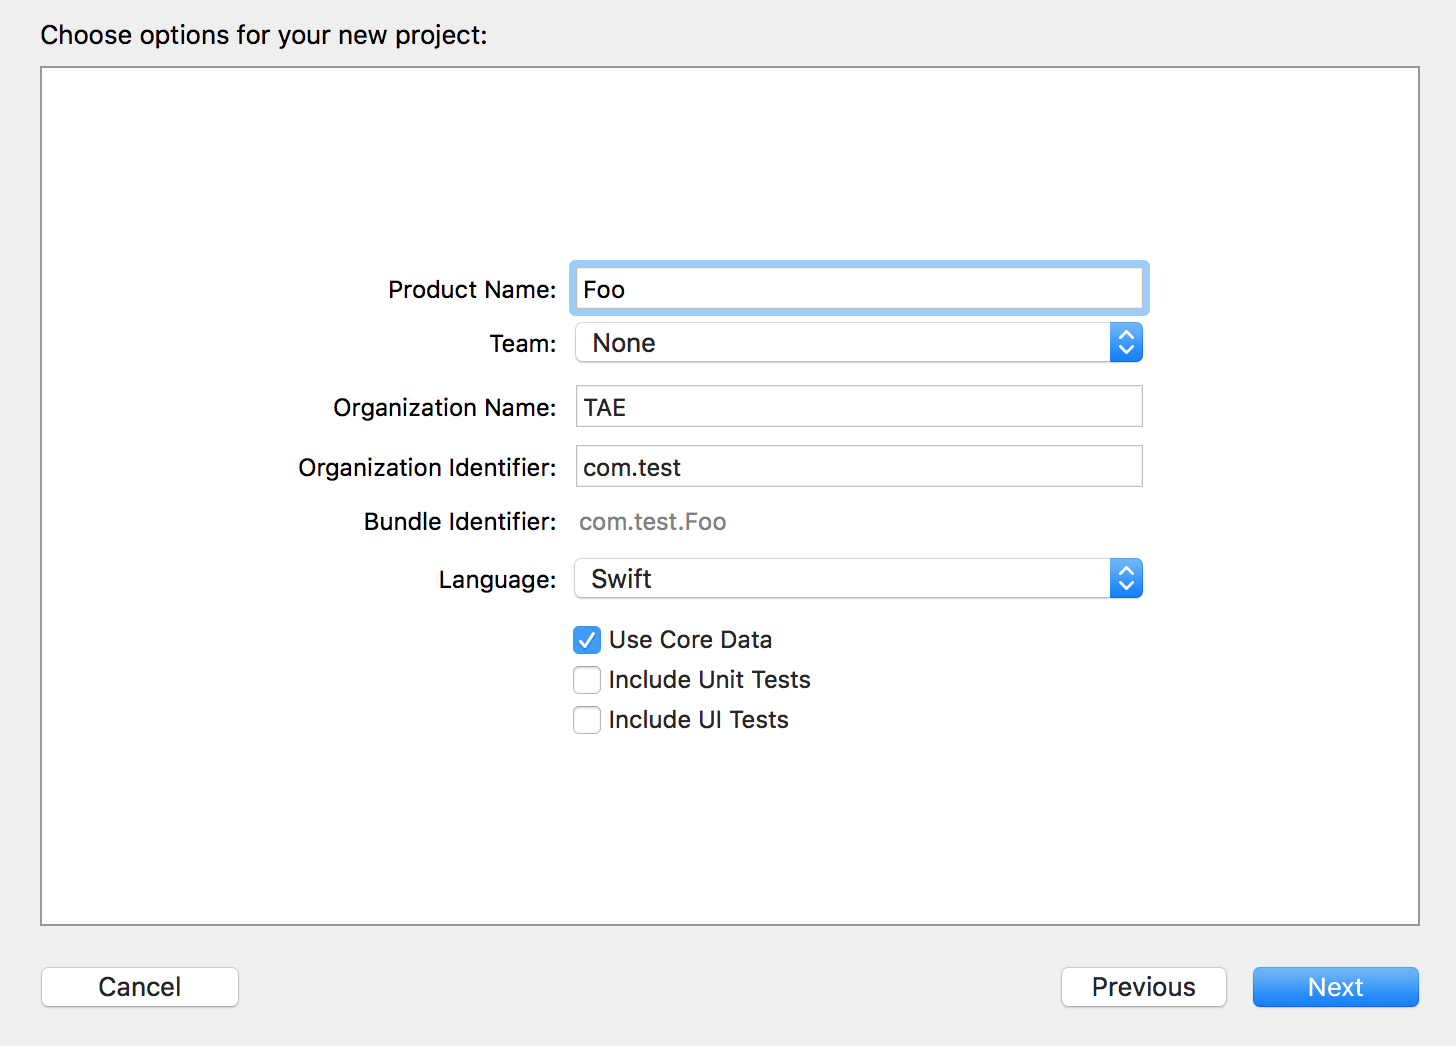 Choose options for your new project:
Product Name: Foo
Team: None
Organization Name: TAE
Organization Identifier: com.test
Bundle Identifier: com.test.Foo
Language: Swift
Use Core Data
Include Unit Tests
Include UI Tests
Cancel Previous Next